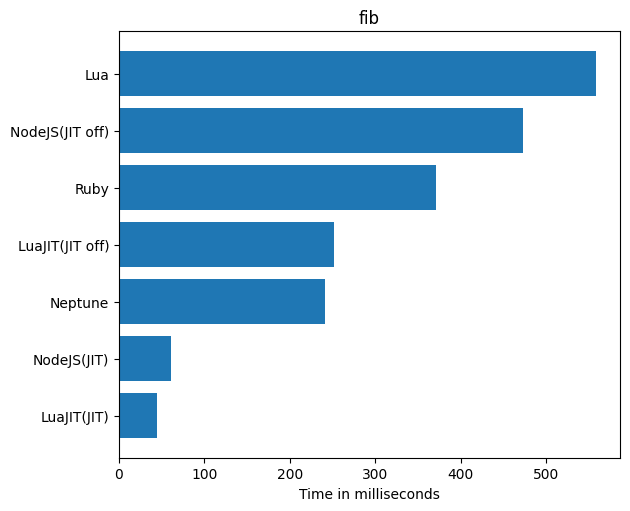 fib
Lua
NodeJS(JIT off)
Ruby
LuaJIT(JIT off)
Neptune
NodeJS(JIT)
LuaJIT(JIT)
0 100 200 300 400 500
Time in milliseconds